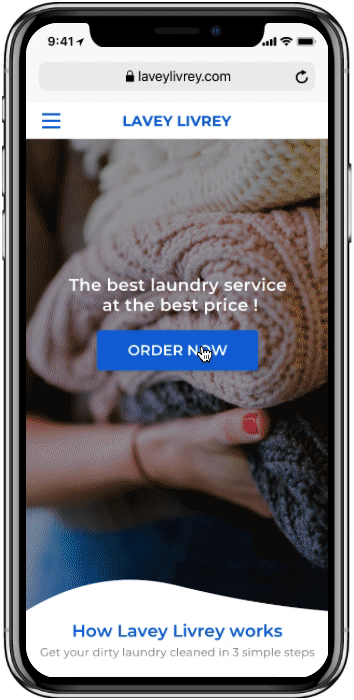 9:41
laveylivrey.com
LAVEY LIVREY
The best laundry service
at the best price !
ORDER NOW
How Lavey Livrey works
Get your dirty laundry cleaned in 3 simple steps